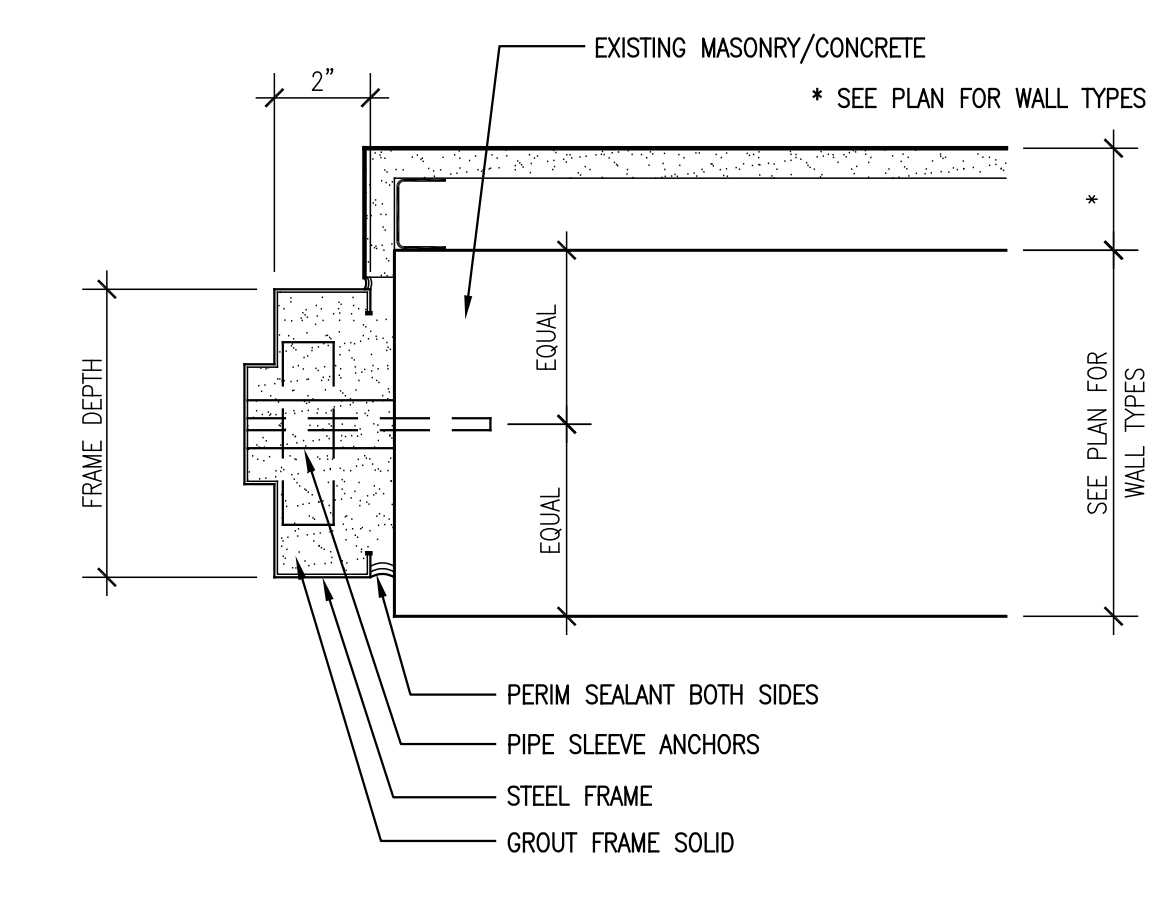 EXISTING MASONRY/CONCRETE
2"
* SEE PLAN FOR WALL TYPES
*
FRAME DEPTH
EQUAL
EQUAL
SEE PLAN FOR
WALL TYPES
PERIM SEALANT BOTH SIDES
PIPE SLEEVE ANCHORS
STEEL FRAME
GROUT FRAME SOLID